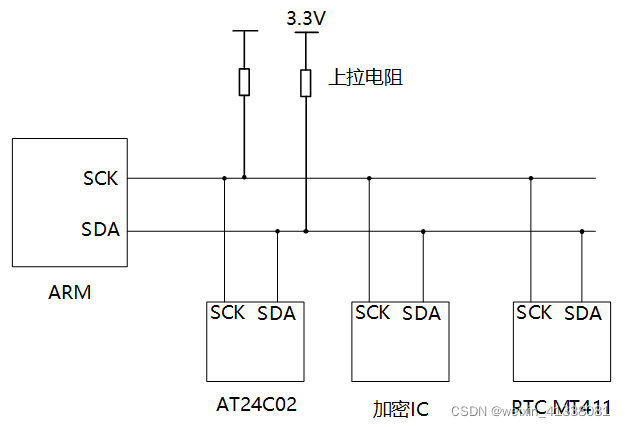 3.3V
上拉电阻
SCK
SDA
ARM
SCK SDA
SCK SDA
SCK SDA
AT24C02
加密IC
RTC MT411
CSDN @weixin_41338081